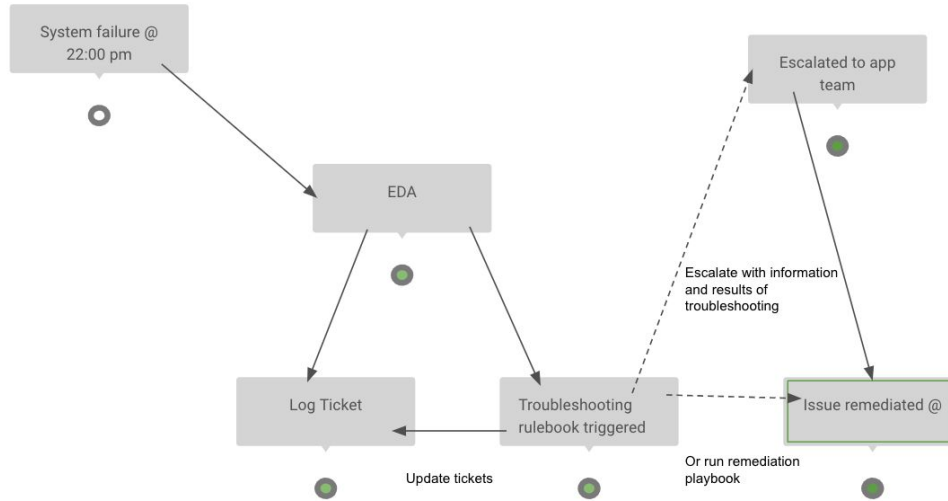 System failure @
22:00 pm
Escalated to app
team
EDA
Escalate with information
and results of
troubleshooting
Log Ticket
Troubleshooting
rulebook triggered
Issue remediated @
Update tickets
Or run remediation
playbook